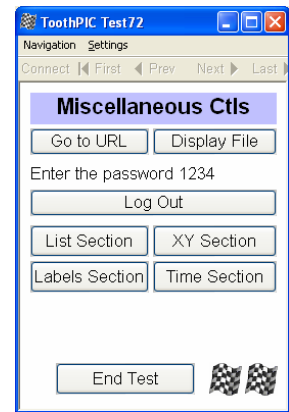 ToothPIC Test72
Navigation Settings
Connect First Prev Next Last
Miscellaneous Ctls
Go to URL Display File
Enter the password 1234
Log Out
List Section XY Section
Labels Section Time Section
End Test